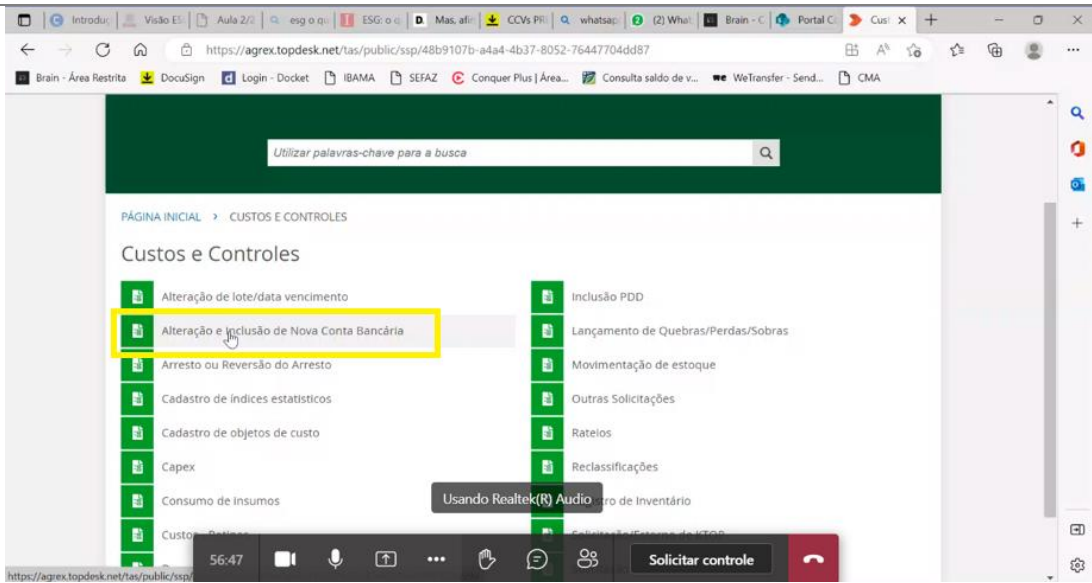 Introduç
Visão ES
Aula 2/2
esg o qu
ESG: o q
Mas, afin
CCVs PRI
whatsap
(2) What
Brain - C
Portal Co
Cust
https://agrex.topdesk.net/tas/public/ssp/48b9107b-a4a4-4b37-8052-76447704dd87
Brain - Área Restrita
DocuSign
Login - Docket
IBAMA
SEFAZ
Conquer Plus | Área...
Consulta saldo de v...
WeTransfer - Send...
CMA
Utilizar palavras-chave para a busca
PÁGINA INICIAL > CUSTOS E CONTROLES
Custos e Controles
Alteração de lote/data vencimento
Alteração e Inclusão de Nova Conta Bancária
Arresto ou Reversão do Arresto
Cadastro de índices estatísticos
Cadastro de objetos de custo
Capex
Consumo de insumos
Inclusão PDD
Lançamento de Quebras/Perdas/Sobras
Movimentação de estoque
Outras Solicitações
Rateios
Reclassificações
tro de Inventário
Usando Realtek(R) Audio
56:47
Solicitar controle
https://agrex.topdesk.net/tas/public/ssp/